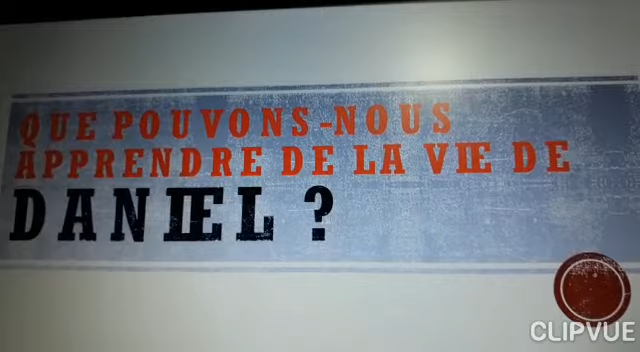 QUE POUVONS-NOUS
APPRENDRE DE LA VIE DE
DANIEL ?
CLIPVUE